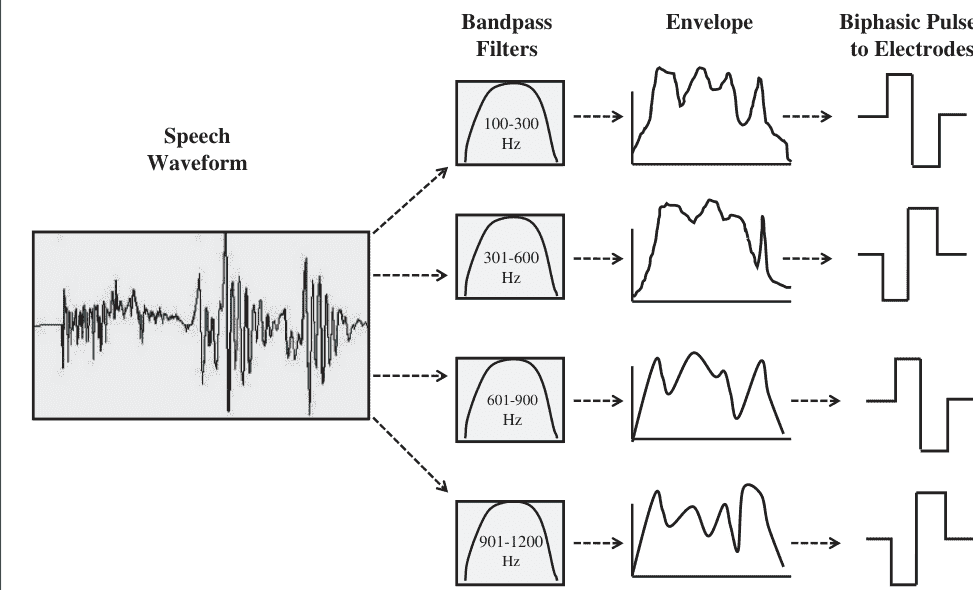 Bandpass
Filters
Envelope
Biphasic Pulse
to Electrodes
Speech
Waveform
100-300
Hz
301-600
Hz
601-900
Hz
901-1200
Hz